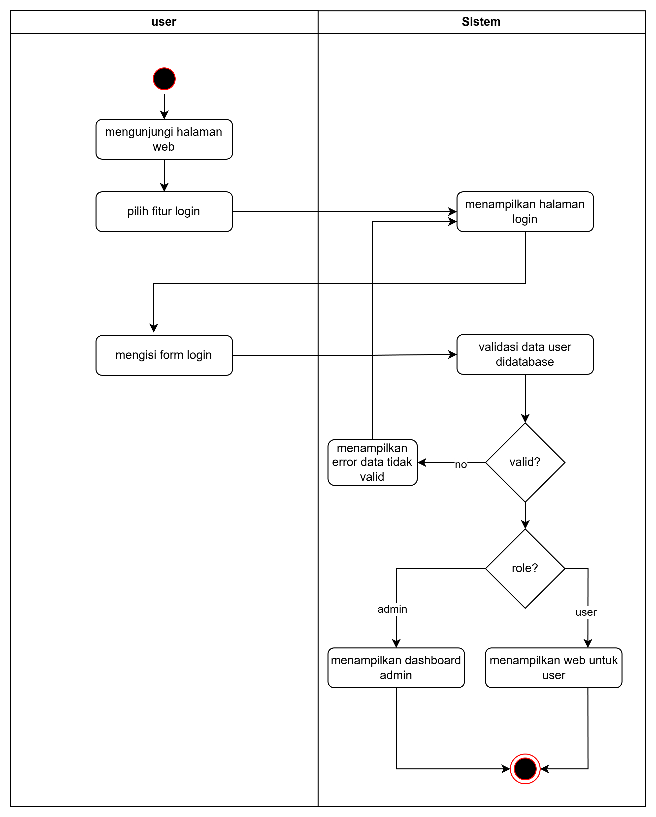 user
Sistem
mengunjungi halaman
web
pilih fitur login
menampilkan halaman
login
mengisi form login
validasi data user
didatabase
menampilkan
error data tidak
valid
no
valid?
role?
admin
user
menampilkan dashboard
admin
menampilkan web untuk
user